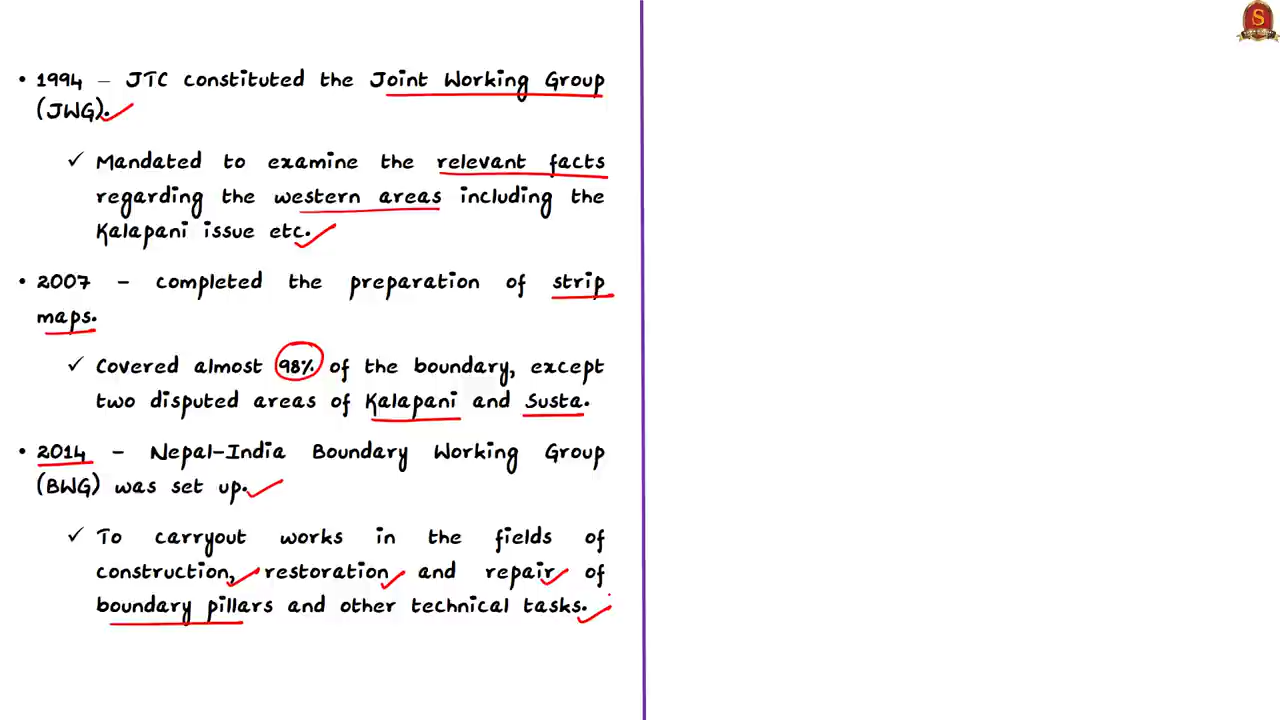 • 1994 – JTC constituted the Joint Working Group
(JWG).
✓ Mandated to examine the relevant facts
regarding the western areas including the
Kalapani issue etc.
• 2007 – completed the preparation of strip
maps.
✓ Covered almost 98% of the boundary, except
two disputed areas of Kalapani and Susta.
• 2014 – Nepal-India Boundary Working Group
(BWG) was set up.
✓ To carryout works in the fields of
construction, restoration and repair of
boundary pillars and other technical tasks.
S